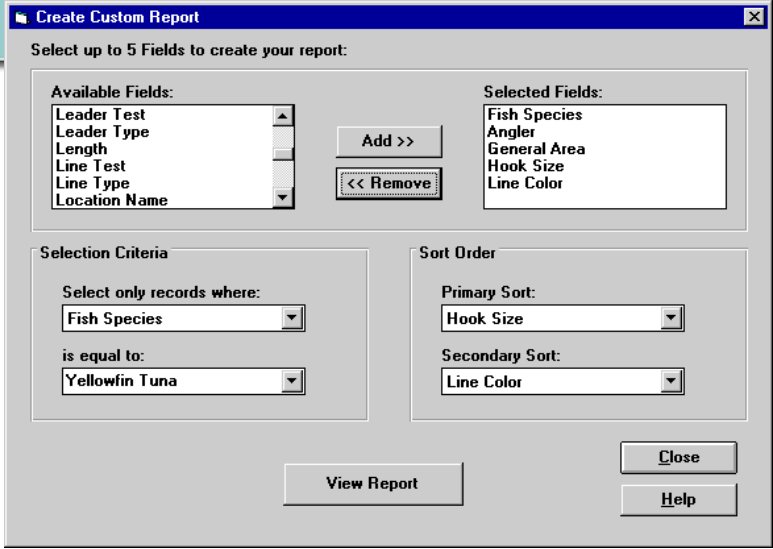 Create Custom Report
Select up to 5 Fields to create your report:
Available Fields:
Leader Test
Leader Type
Length
Line Test
Line Type
Location Name
Add >>
<< Remove
Selected Fields:
Fish Species
Angler
General Area
Hook Size
Line Color
Selection Criteria
Select only records where:
Fish Species
is equal to:
Yellowfin Tuna
Sort Order
Primary Sort:
Hook Size
Secondary Sort:
Line Color
View Report
Close
Help